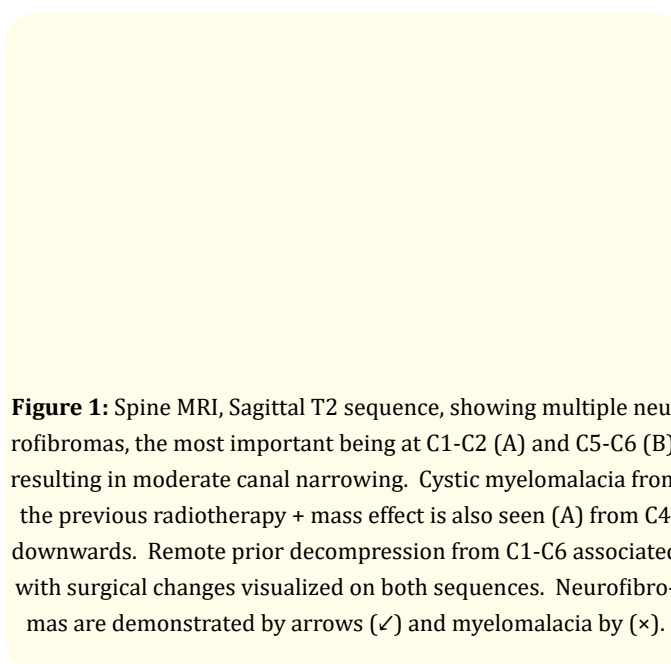 Figure 1: Spine MRI, Sagittal T2 sequence, showing multiple neu
rofibromas, the most important being at C1-C2 (A) and C5-C6 (B)
resulting in moderate canal narrowing. Cystic myelomalacia from
the previous radiotherapy + mass effect is also seen (A) from C4
downwards. Remote prior decompression from C1-C6 associated
with surgical changes visualized on both sequences. Neurofibro-
mas are demonstrated by arrows (↙) and myelomalacia by (×).